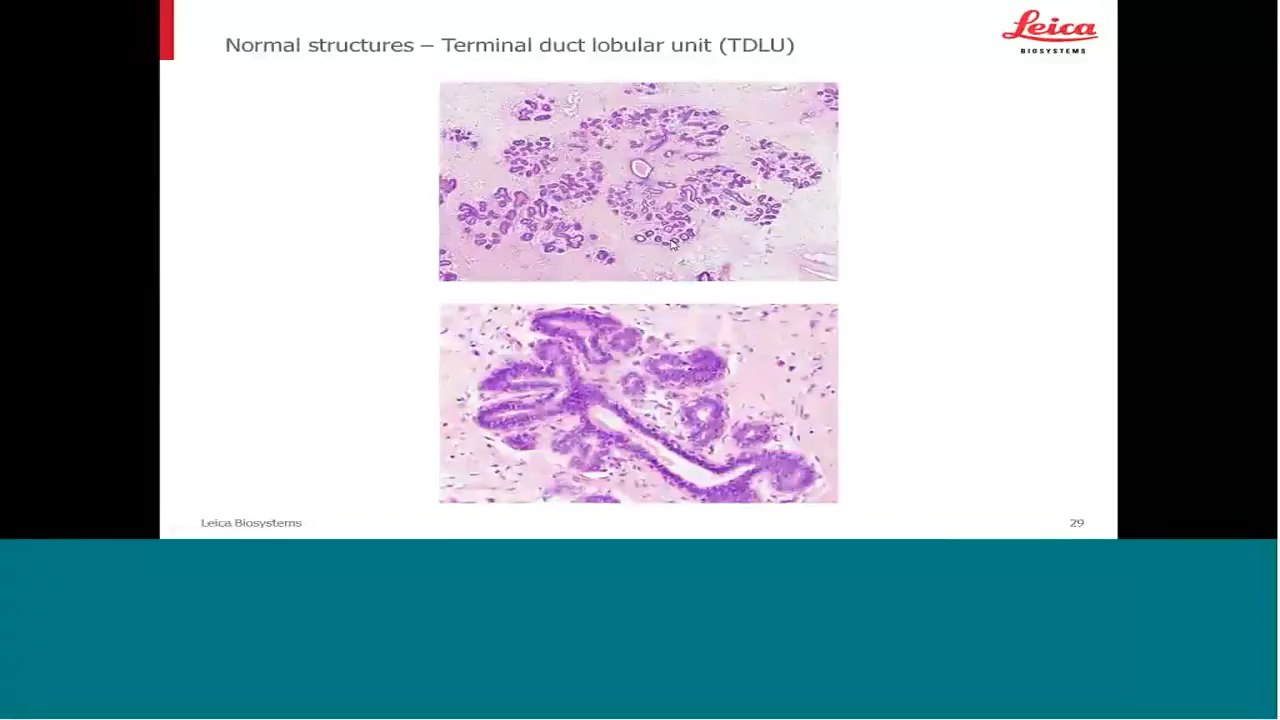 Normal structures – Terminal duct lobular unit (TDLU)
Leica
BIOSYSTEMS
Leica Biosystems
29